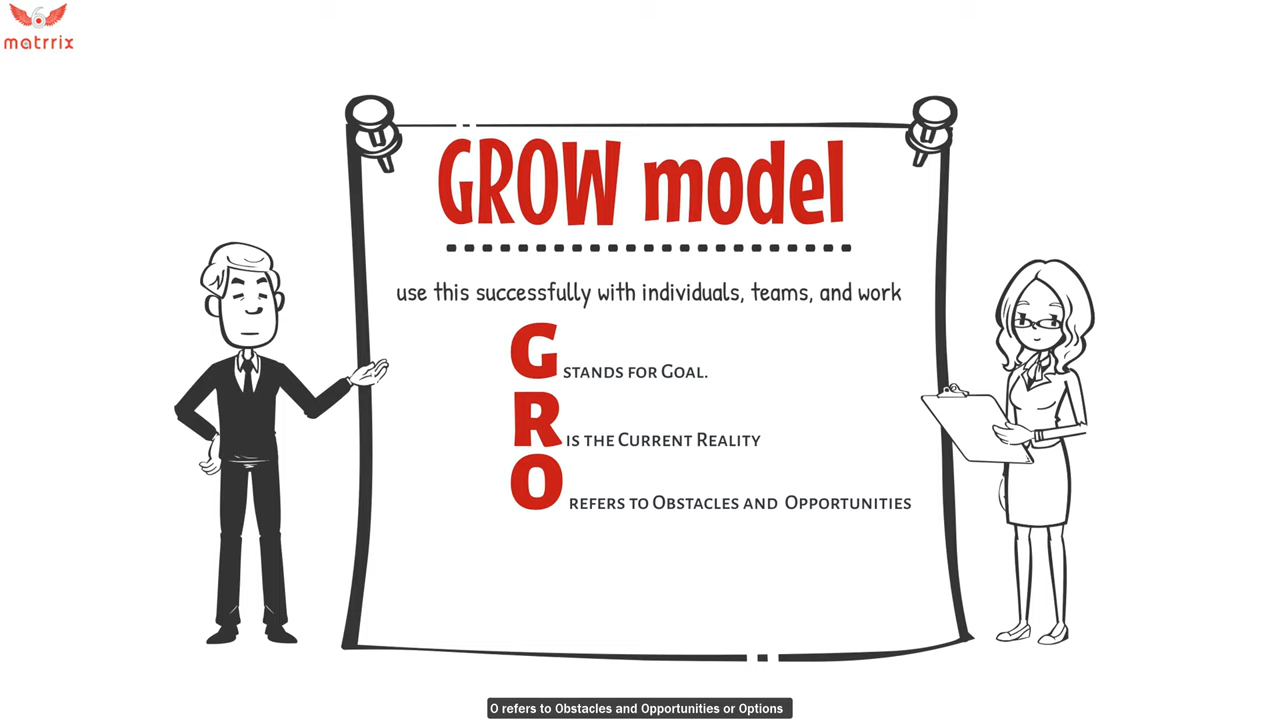 6
matrrix
GROW model
use this successfully with individuals, teams, and work
G STANDS FOR GOAL.
R IS THE CURRENT REALITY
O REFERS TO OBSTACLES AND OPPORTUNITIES
O refers to Obstacles and Opportunities or Options